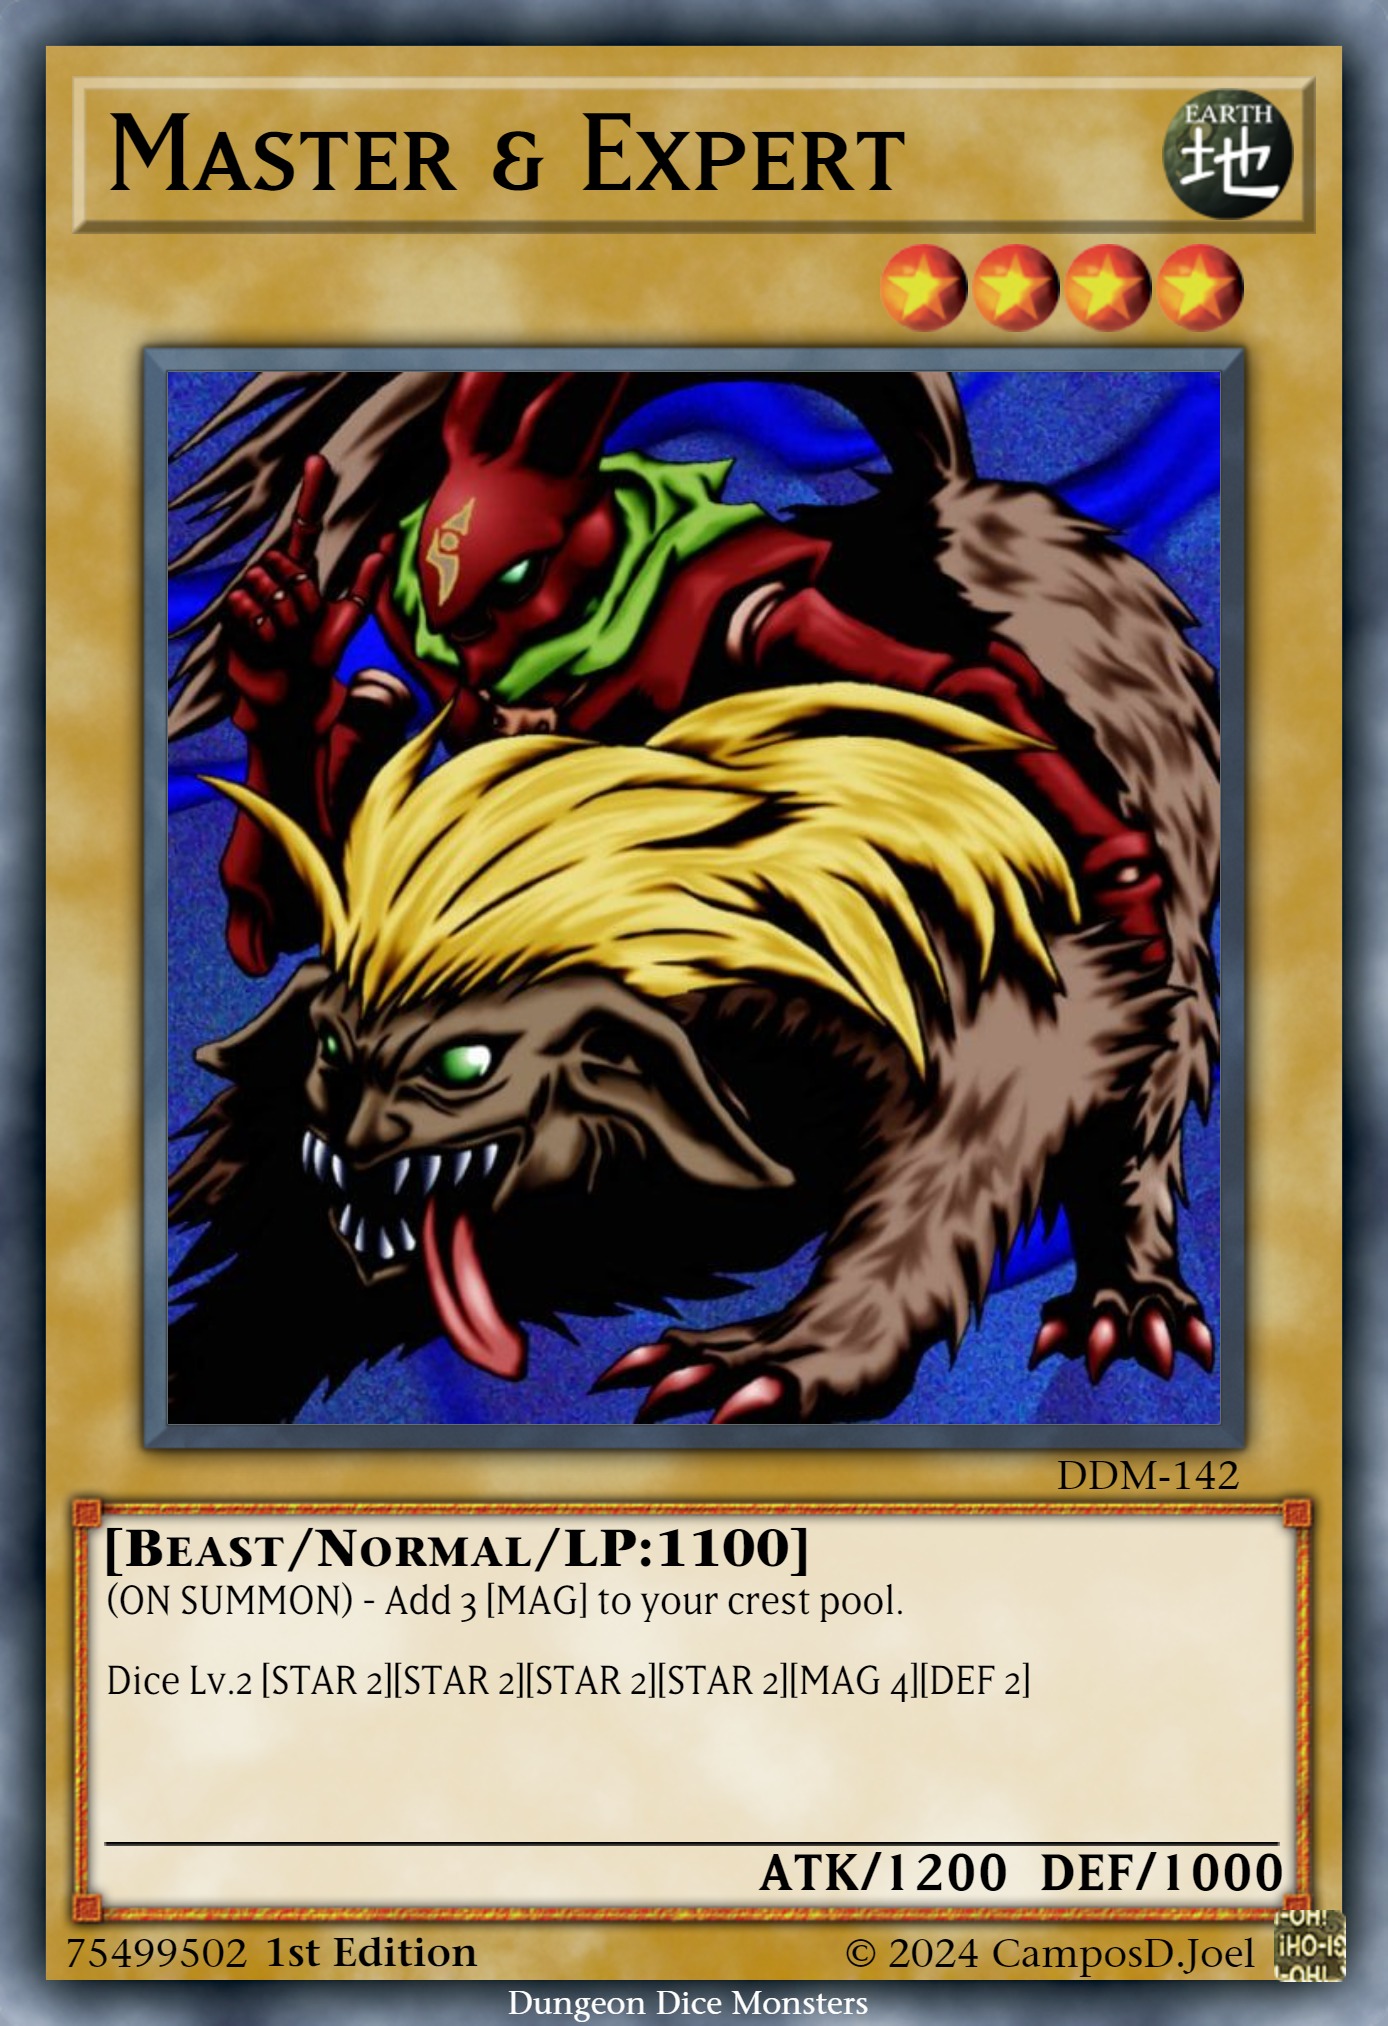 Master & Expert
EARTH
地
DDM-142
[Beast/Normal/LP:1100]
(ON SUMMON) - Add 3 [MAG] to your crest pool.
Dice Lv.2 [STAR 2][STAR 2][STAR 2][STAR 2][MAG 4][DEF 2]
ATK/1200 DEF/1000
75499502 1st Edition
© 2024 CamposD.Joel
Dungeon Dice Monsters